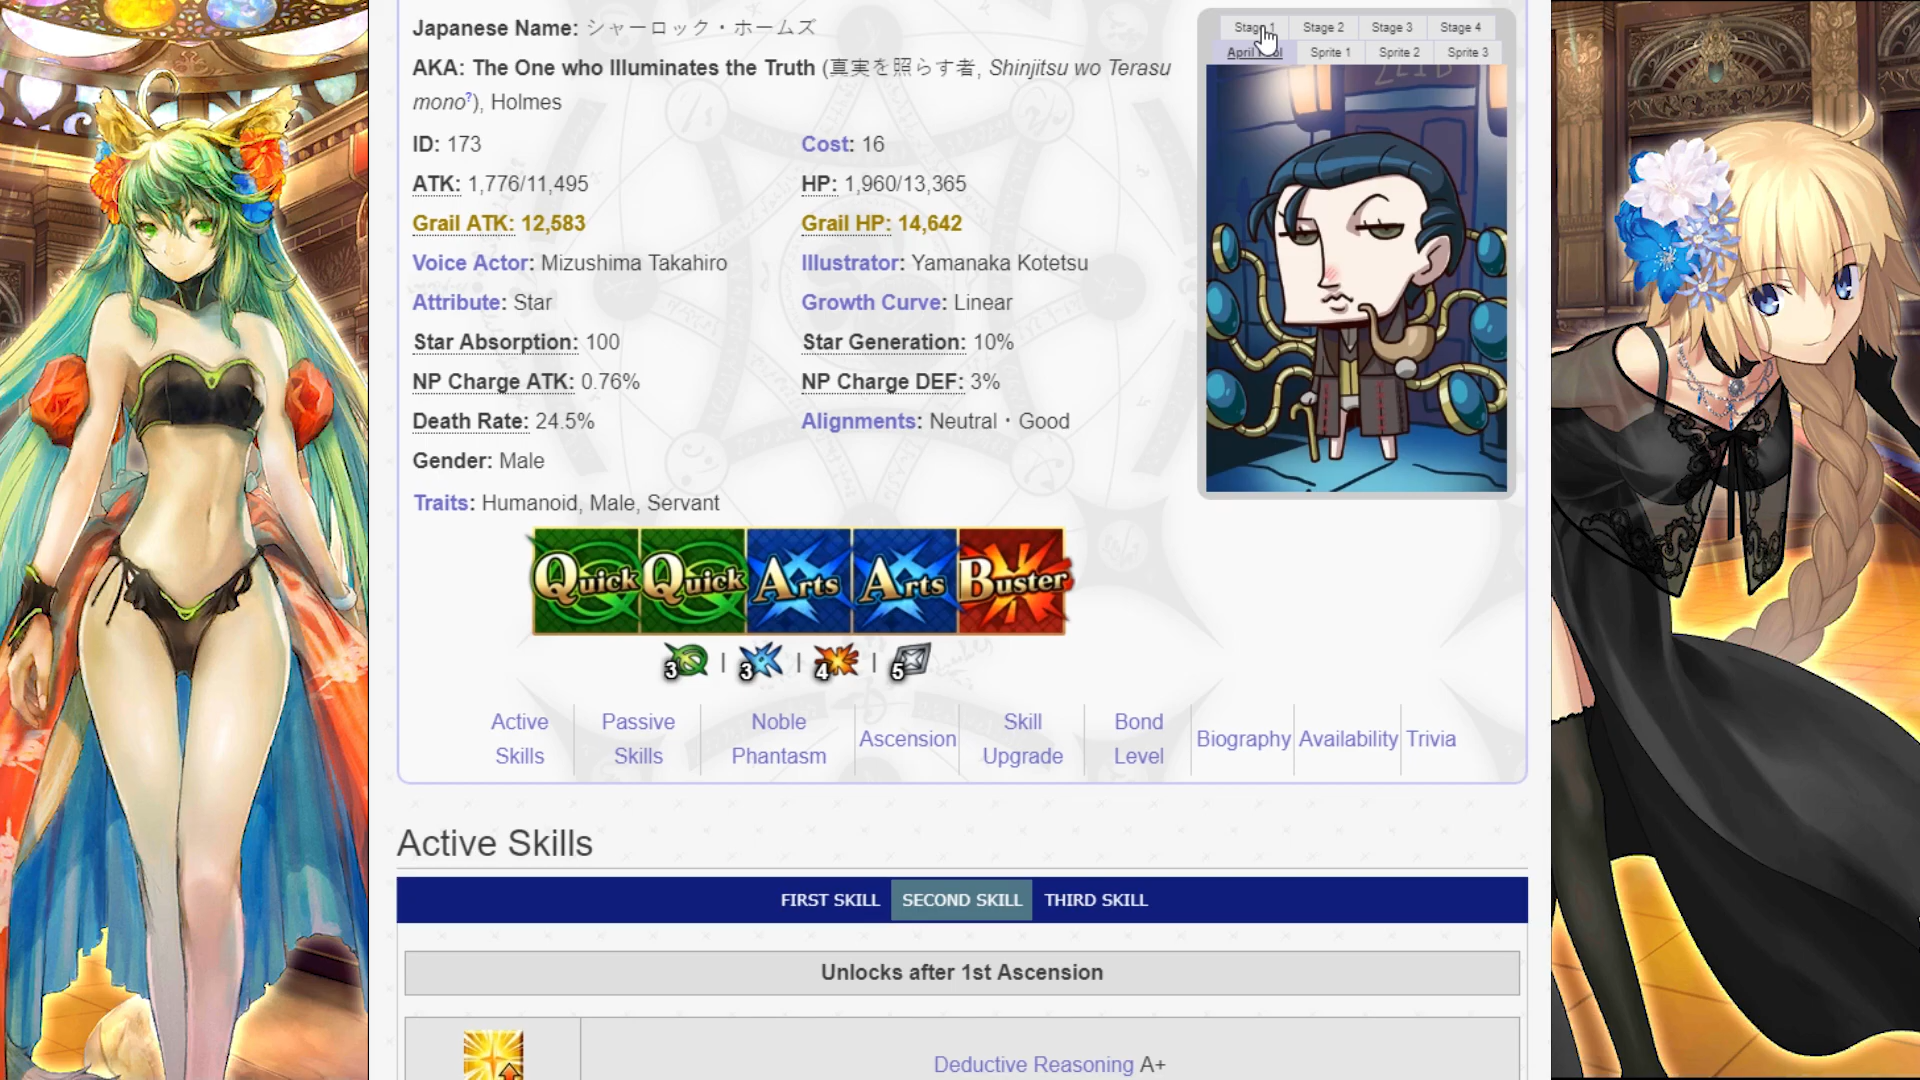 Japanese Name: シャーロック・ホームズ
AKA: The One who Illuminates the Truth (真実を照らす者, Shinjitsu wo Terasu
mono?), Holmes
ID: 173 Cost: 16
ATK: 1,776/11,495 HP: 1,960/13,365
Grail ATK: 12,583 Grail HP: 14,642
Voice Actor: Mizushima Takahiro Illustrator: Yamanaka Kotetsu
Attribute: Star Growth Curve: Linear
Star Absorption: 100 Star Generation: 10%
NP Charge ATK: 0.76% NP Charge DEF: 3%
Death Rate: 24.5% Alignments: Neutral・Good
Gender: Male
Traits: Humanoid, Male, Servant
Stage 1 Stage 2 Stage 3 Stage 4
April Fool Sprite 1 Sprite 2 Sprite 3
Quick Quick Arts Arts Buster
3 | 3 | 4 | 5
Active Skills
Passive Skills
Noble Phantasm
Ascension
Skill Upgrade
Bond Level
Biography
Availability
Trivia
Active Skills
FIRST SKILL SECOND SKILL THIRD SKILL
Unlocks after 1st Ascension
Deductive Reasoning A+